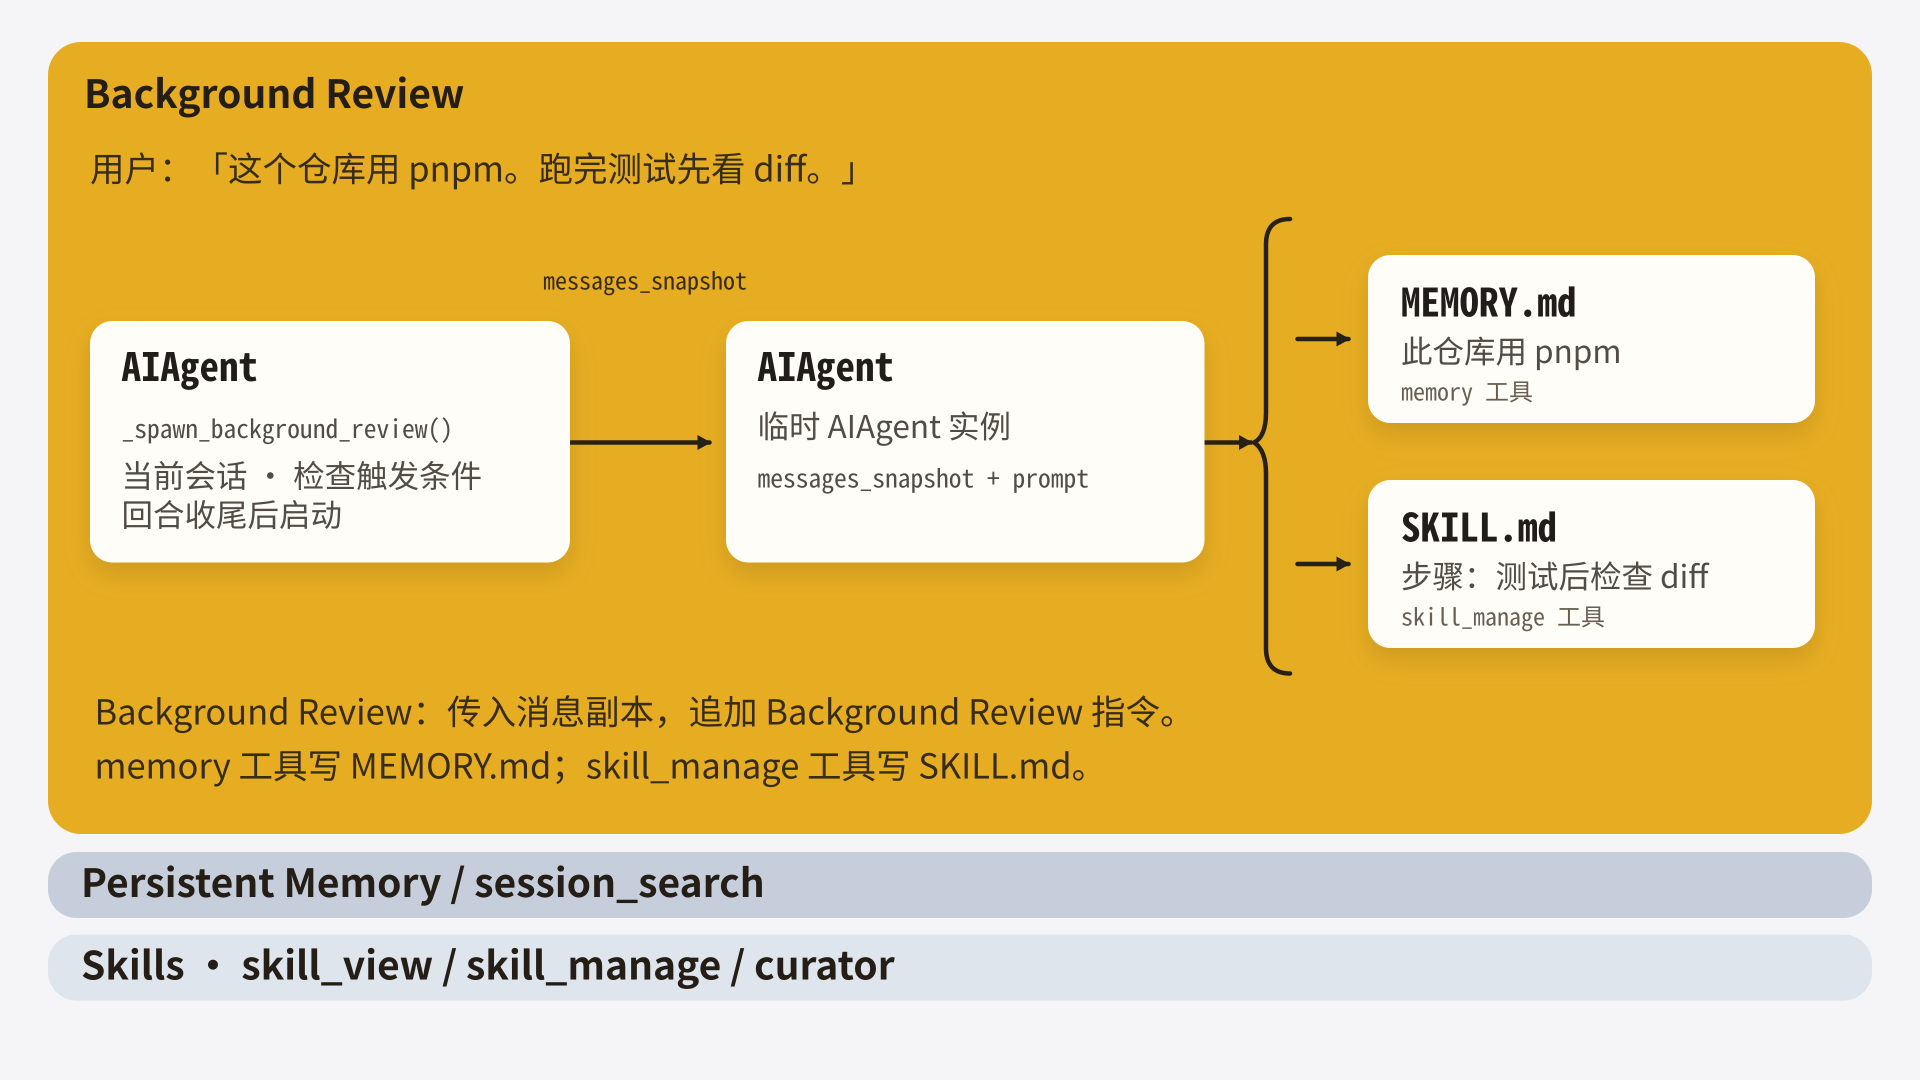 Background Review
用户：「这个仓库用 pnpm。跑完测试先看 diff。」
messages_snapshot
AIAgent
_spawn_background_review()
当前会话 · 检查触发条件
回合收尾后启动
AIAgent
临时 AIAgent 实例
messages_snapshot + prompt
MEMORY.md
此仓库用 pnpm
memory 工具
SKILL.md
步骤：测试后检查 diff
skill_manage 工具
Background Review：传入消息副本，追加 Background Review 指令。
memory 工具写 MEMORY.md；skill_manage 工具写 SKILL.md。
Persistent Memory / session_search
Skills · skill_view / skill_manage / curator